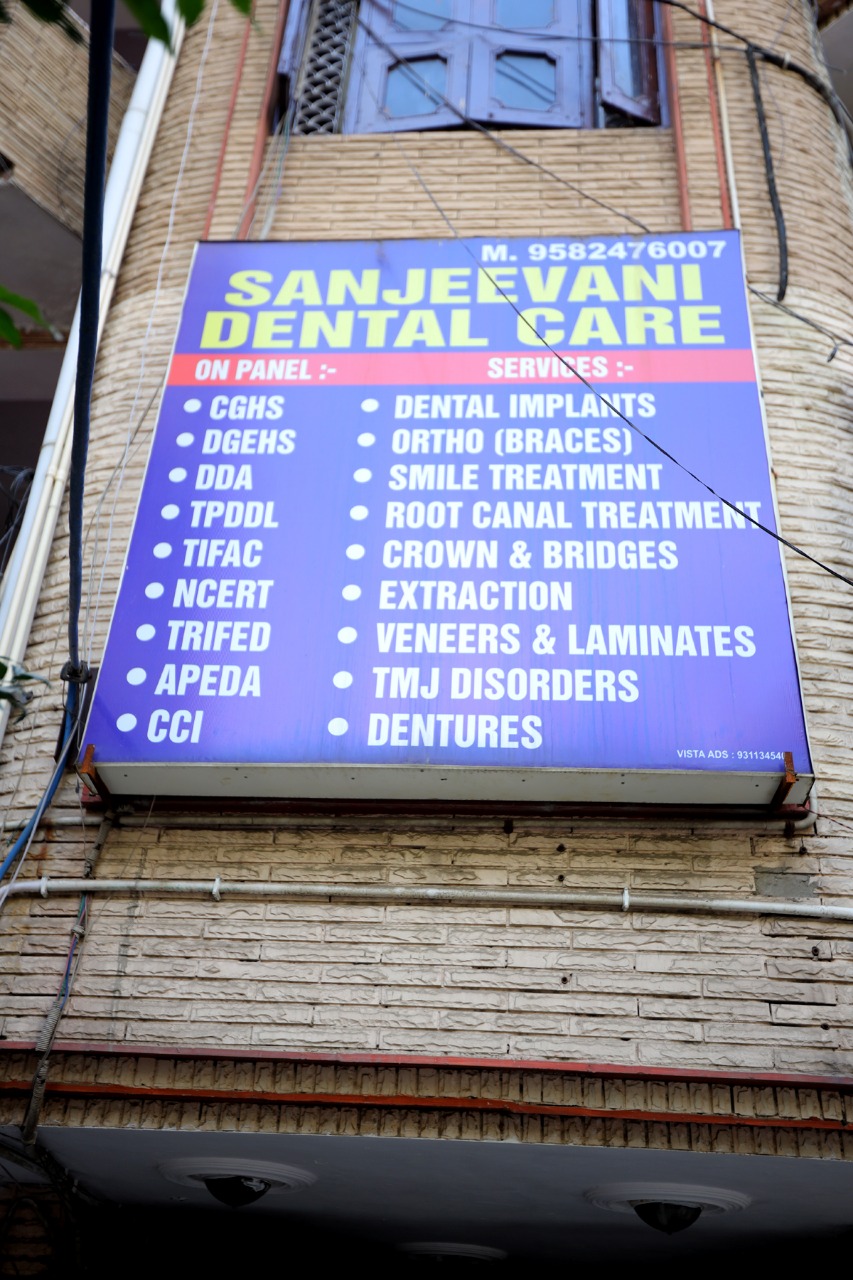 M. 9582476007
SANJEEVANI
DENTAL CARE
ON PANEL :-
CGHS
DGEHS
DDA
TPDDL
TIFAC
NCERT
TRIFED
APEDA
CCI
SERVICES :-
DENTAL IMPLANTS
ORTHO (BRACES)
SMILE TREATMENT
ROOT CANAL TREATMENT
CROWN & BRIDGES
EXTRACTION
VENEERS & LAMINATES
TMJ DISORDERS
DENTURES
VISTA ADS :